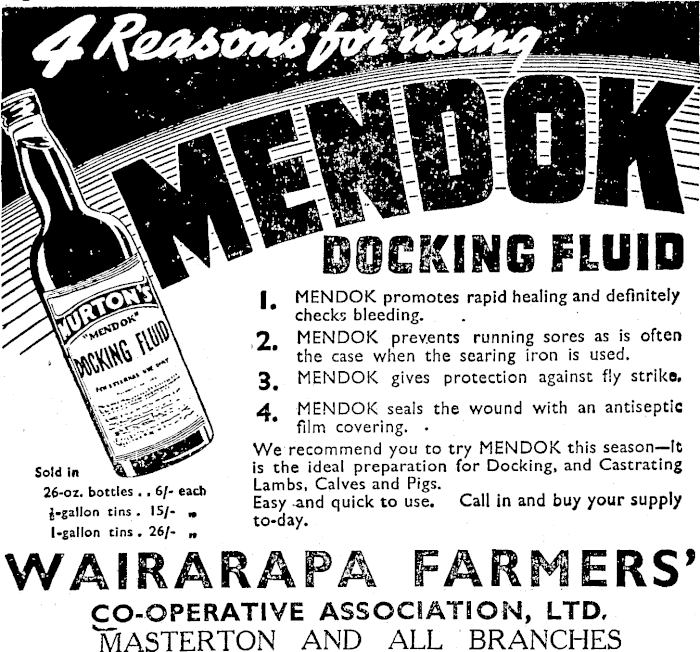 4 Reasons for using
MENDOK
DOCKING FLUID
MURTON'S
"MENDOK"
DOCKING FLUID
FOR EXTERNAL USE ONLY
1. MENDOK promotes rapid healing and definitely
checks bleeding.
2. MENDOK prevents running sores as is often
the case when the searing iron is used.
3. MENDOK gives protection against fly strike.
4. MENDOK seals the wound with an antiseptic
film covering.
We recommend you to try MENDOK this season—It
is the ideal preparation for Docking, and Castrating
Lambs, Calves and Pigs.
Easy and quick to use. Call in and buy your supply
to-day.
Sold in
26-oz. bottles . . 6/- each
½-gallon tins . 15/- „
1-gallon tins . 26/- „
WAIRARAPA FARMERS'
CO-OPERATIVE ASSOCIATION, LTD.
MASTERTON AND ALL BRANCHES